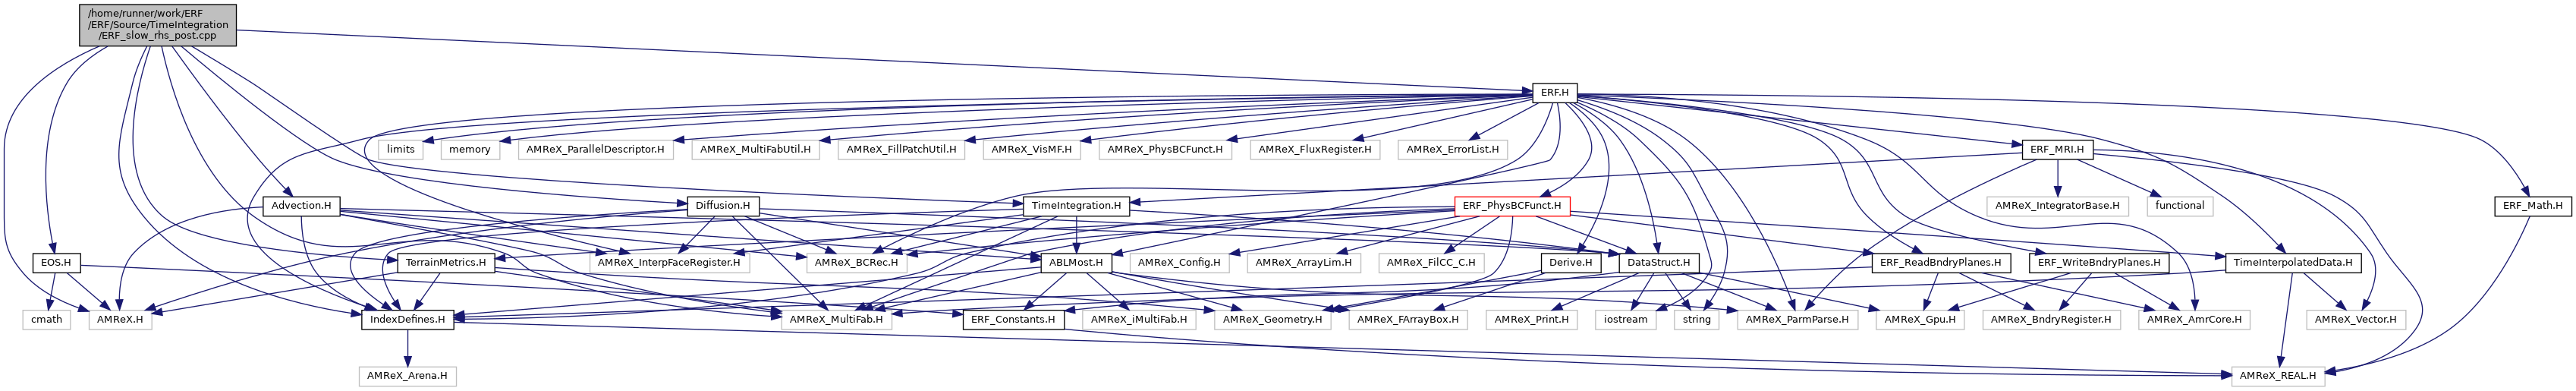 /home/runner/work/ERF
/ERF/Source/TimeIntegration
/ERF_slow_rhs_post.cpp
ERF.H
limits
memory
AMReX_ParallelDescriptor.H
AMReX_MultiFabUtil.H
AMReX_FillPatchUtil.H
AMReX_VisMF.H
AMReX_PhysBCFunct.H
AMReX_FluxRegister.H
AMReX_ErrorList.H
ERF_MRI.H
Advection.H
Diffusion.H
TimeIntegration.H
ERF_PhysBCFunct.H
AMReX_IntegratorBase.H
functional
ERF_Math.H
EOS.H
TerrainMetrics.H
AMReX_InterpFaceRegister.H
AMReX_BCRec.H
ABLMost.H
AMReX_Config.H
AMReX_ArrayLim.H
AMReX_FilCC_C.H
Derive.H
DataStruct.H
ERF_ReadBndryPlanes.H
ERF_WriteBndryPlanes.H
TimeInterpolatedData.H
cmath
AMReX.H
IndexDefines.H
AMReX_MultiFab.H
ERF_Constants.H
AMReX_iMultiFab.H
AMReX_Geometry.H
AMReX_FArrayBox.H
AMReX_Print.H
iostream
string
AMReX_ParmParse.H
AMReX_Gpu.H
AMReX_BndryRegister.H
AMReX_AmrCore.H
AMReX_Vector.H
AMReX_Arena.H
AMReX_REAL.H